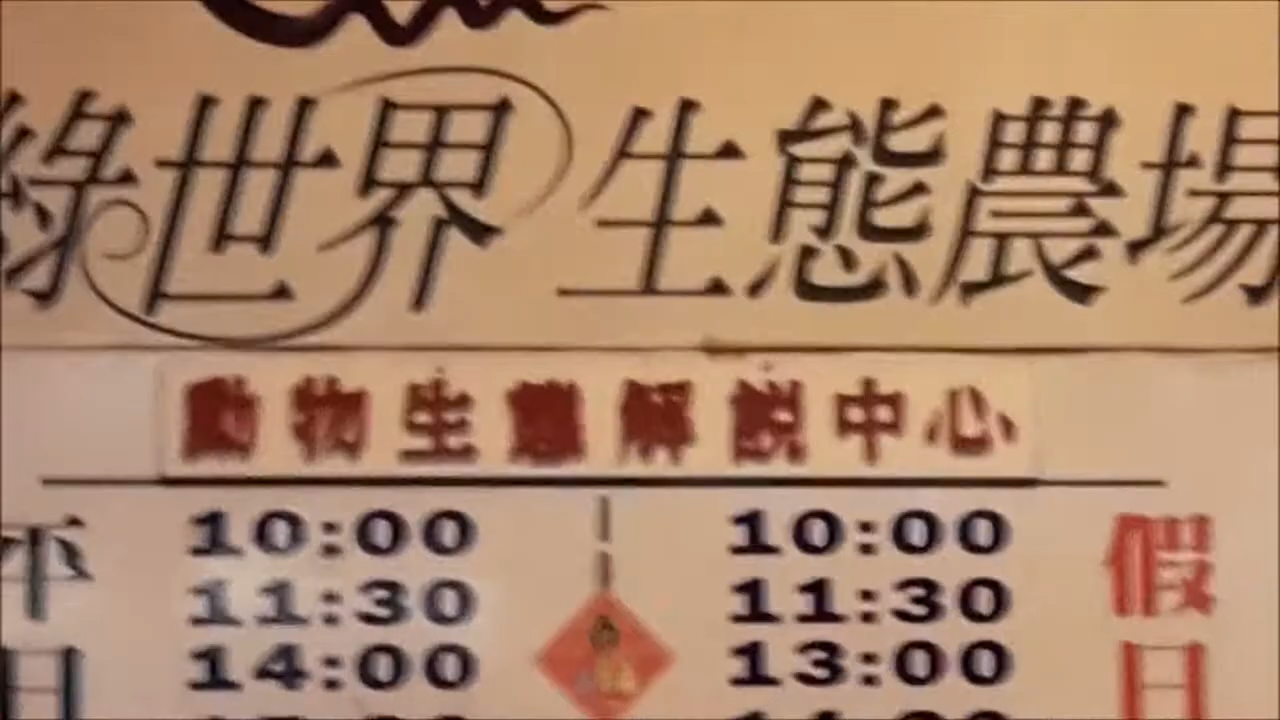 綠世界 生態農場
動物生態解說中心
平日 10:00 10:00 假日
11:30 11:30
14:00 13:00